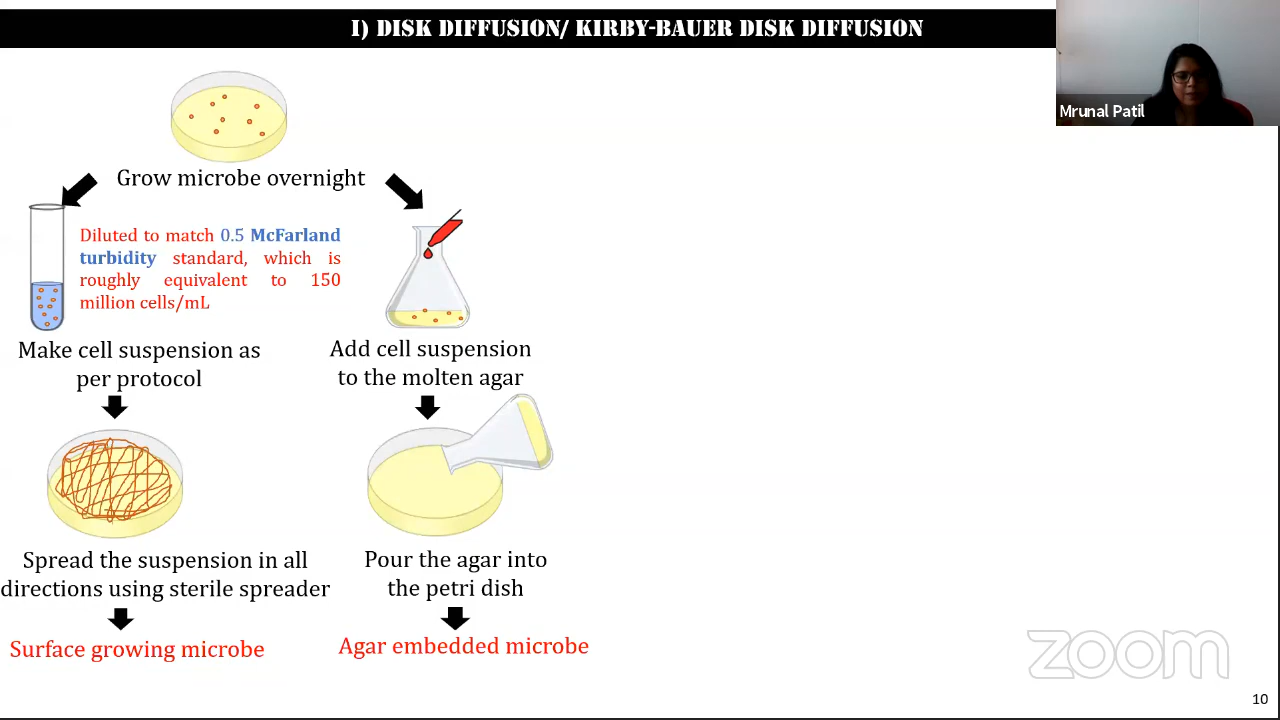 I) DISK DIFFUSION/ KIRBY-BAUER DISK DIFFUSION
Mrunal Patil
Grow microbe overnight
Diluted to match 0.5 McFarland
turbidity standard, which is
roughly equivalent to 150
million cells/mL
Make cell suspension as
per protocol
Add cell suspension
to the molten agar
Spread the suspension in all
directions using sterile spreader
Pour the agar into
the petri dish
Surface growing microbe
Agar embedded microbe
zoom
10